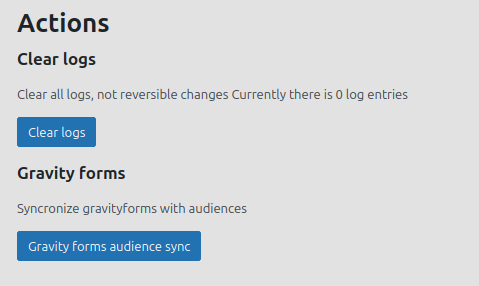 Actions
Clear logs
Clear all logs, not reversible changes Currently there is 0 log entries
Clear logs
Gravity forms
Syncronize gravityforms with audiences
Gravity forms audience sync